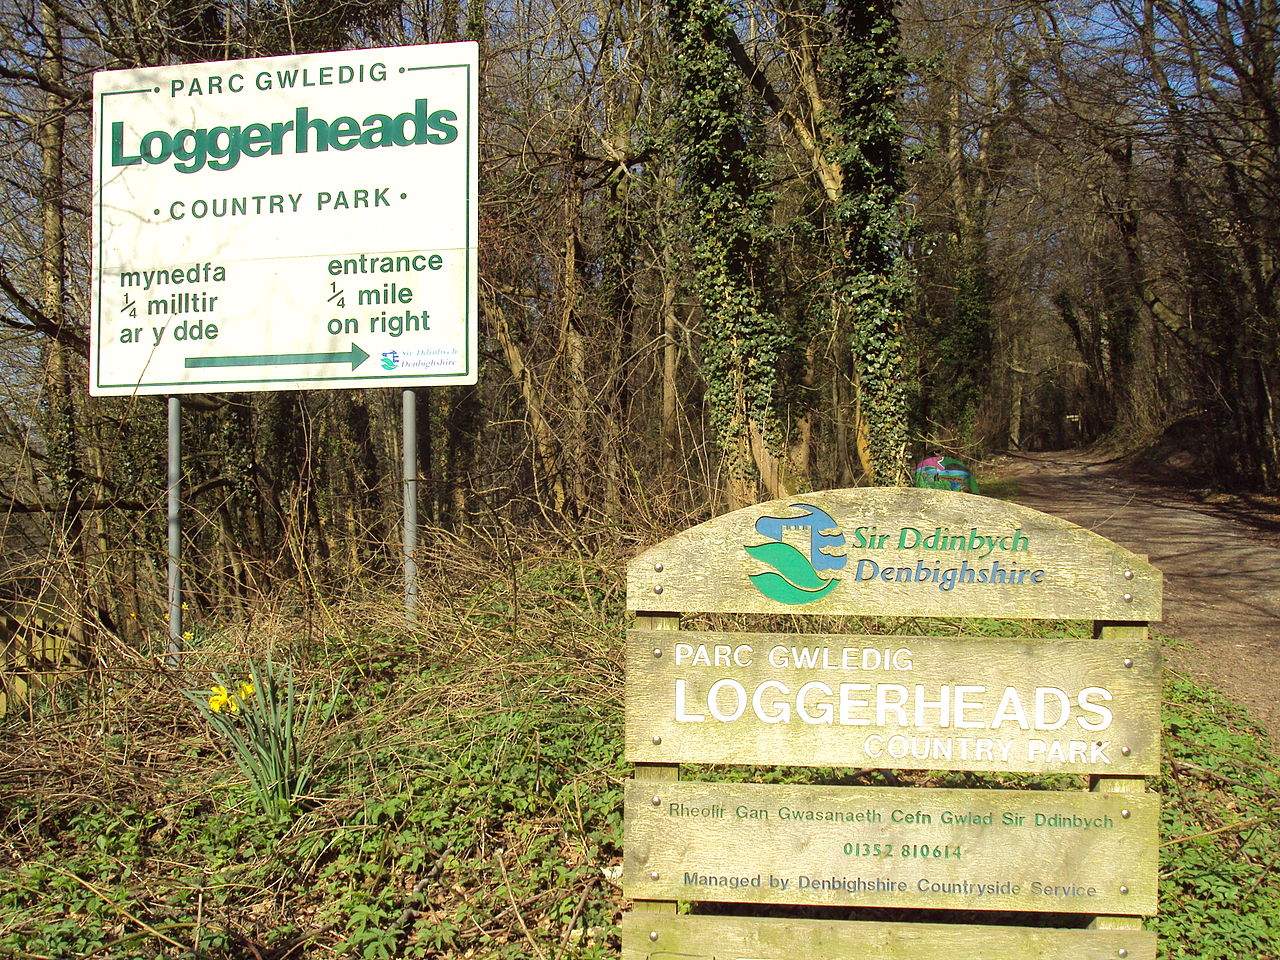 • PARC GWLEDIG •
Loggerheads
• COUNTRY PARK •
mynedfa
¼ milltir
ar y dde
entrance
¼ mile
on right
Sir Ddinbych
Denbighshire
Sir Ddinbych
Denbighshire
PARC GWLEDIG
LOGGERHEADS
COUNTRY PARK
Rheolir Gan Gwasanaeth Cefn Gwlad Sir Ddinbych
01352 810614
Managed by Denbighshire Countryside Service